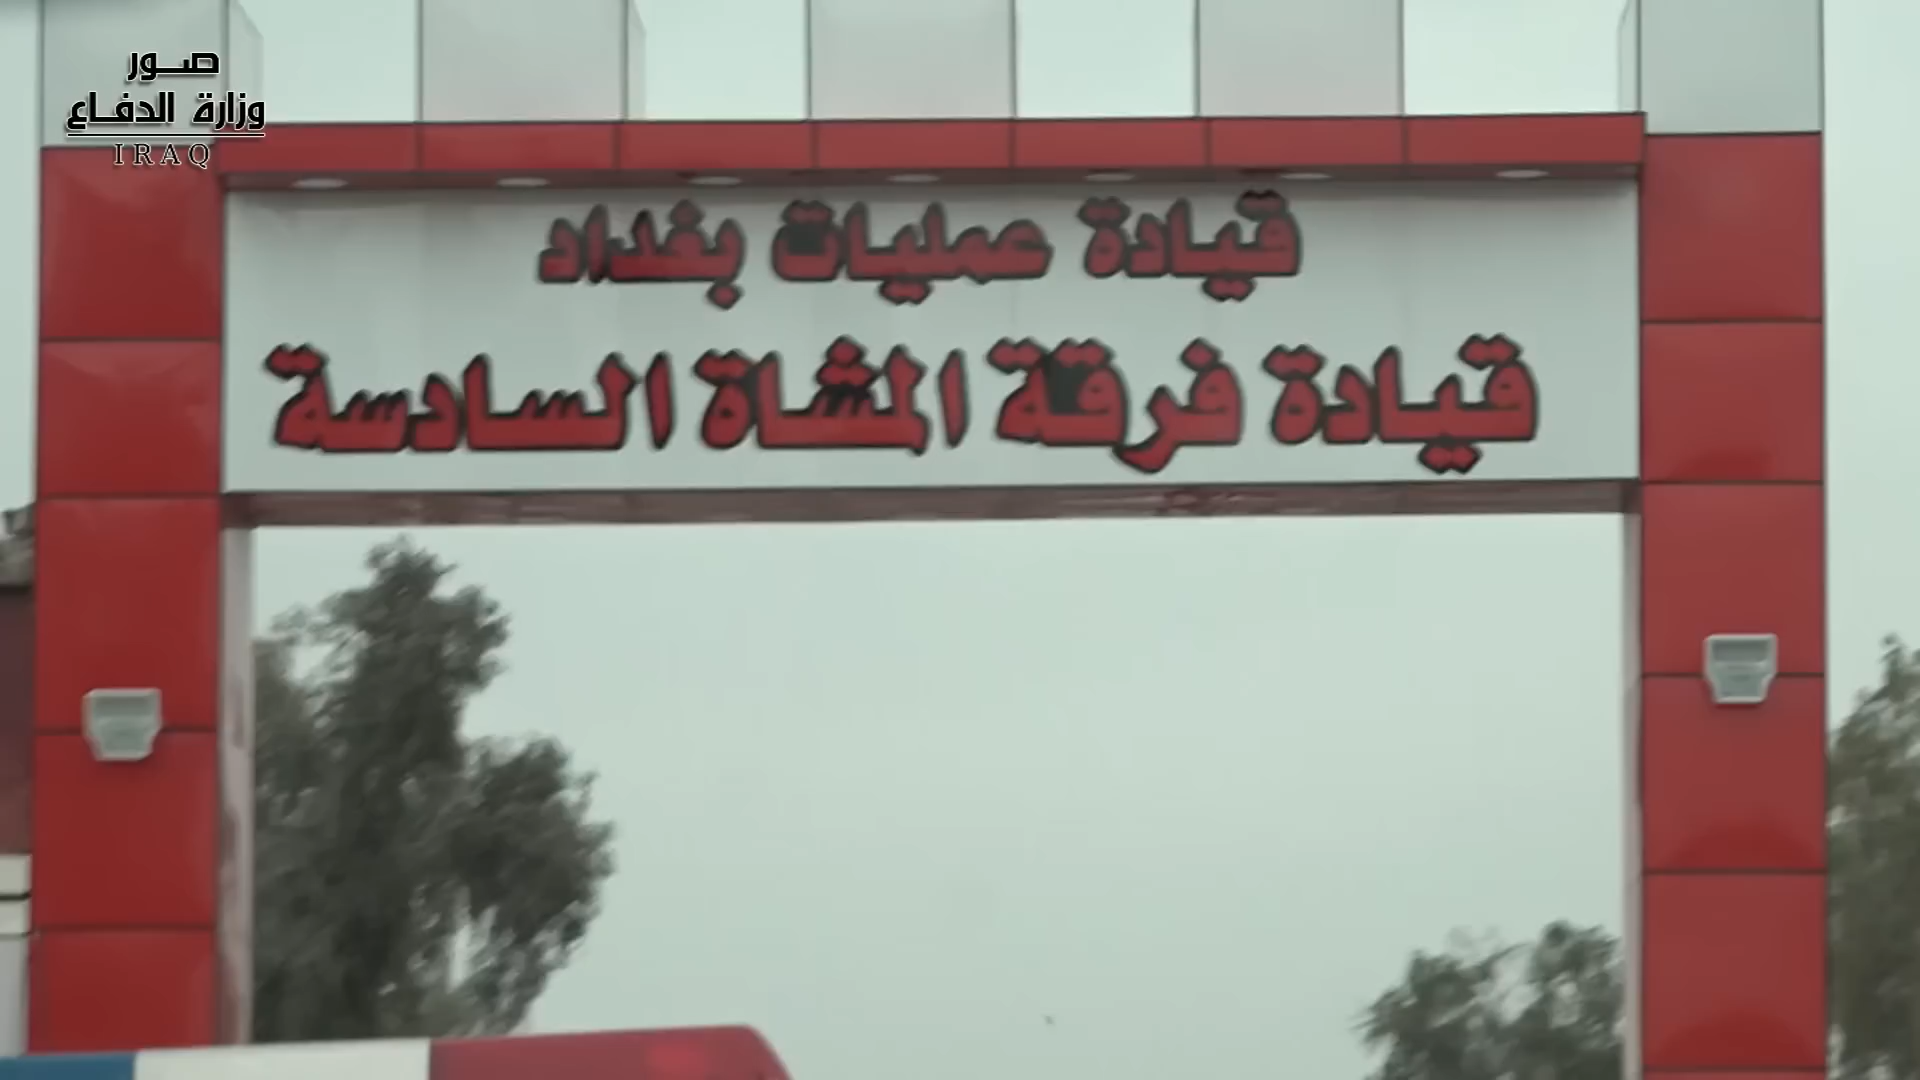 صور
وزارة الدفاع
IRAQ
قيادة عمليات بغداد
قيادة فرقة المشاة السادسة